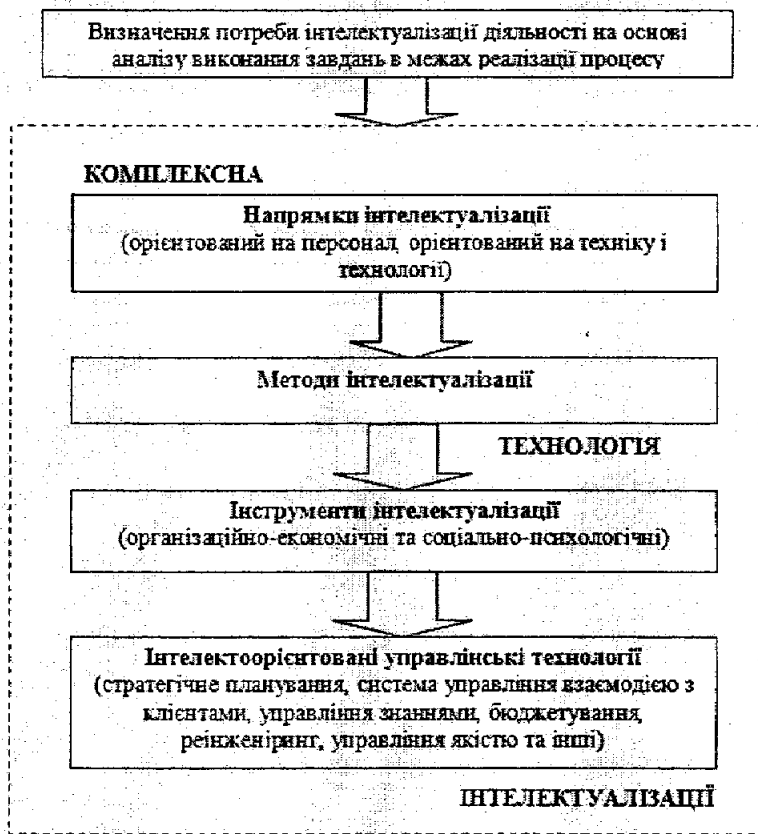 Визначення потреби інтелектуалізації діяльності на основі
аналізу виконання завдань в межах реалізації процесу
КОМПЛЕКСНА
Напрямки інтелектуалізації
(орієнтований на персонал, орієнтований на техніку і
технології)
Методи інтелектуалізації
ТЕХНОЛОГІЯ
Інструменти інтелектуалізації
(організаційно-економічні та соціально-психологічні)
Інтелектоорієнтовані управлінські технології
(стратегічне планування, система управління взаємодією з
клієнтами, управління знаннями, бюджетування,
реінженіринг, управління якістю та інші)
ІНТЕЛЕКТУАЛІЗАЦІЇ